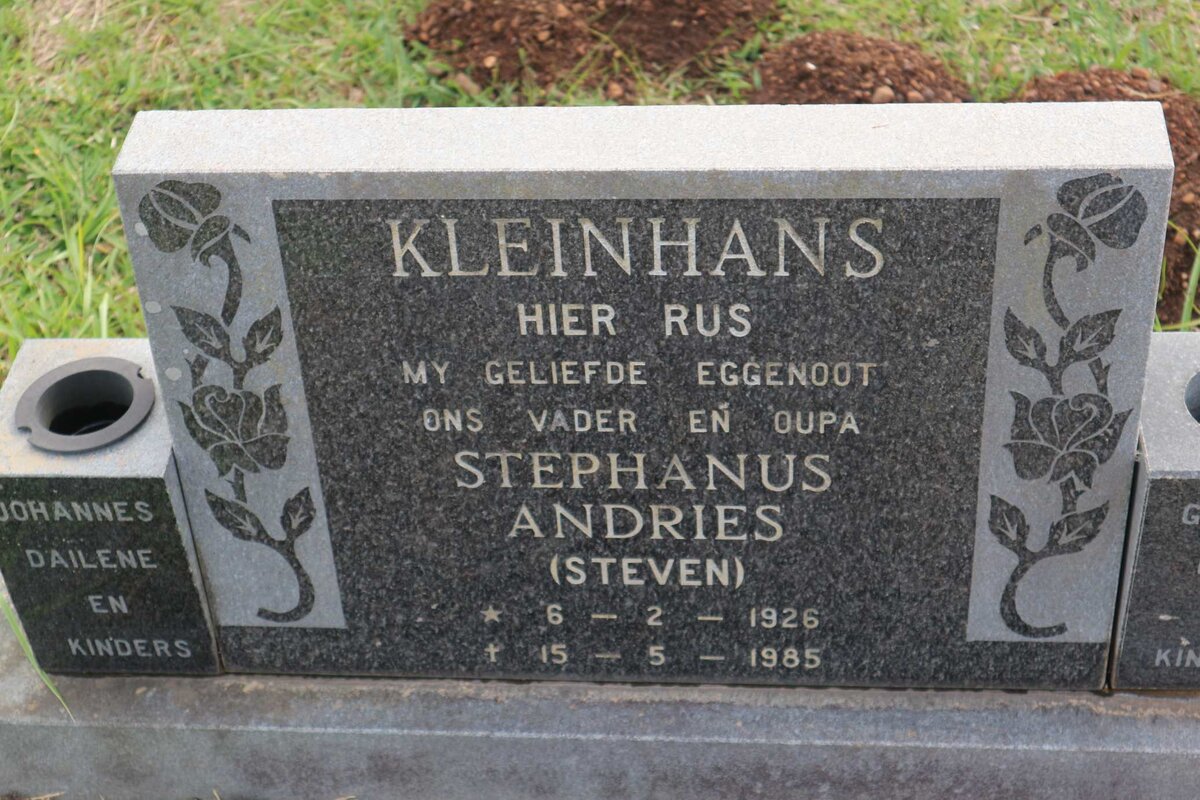 KLEINHANS
HIER RUS
MY GELIEFDE EGGENOOT
ONS VADER EN OUPA
STEPHANUS
ANDRIES
(STEVEN)
★ 6 – 2 – 1926
† 15 – 5 – 1985
JOHANNES
DAILENE
EN
KINDERS